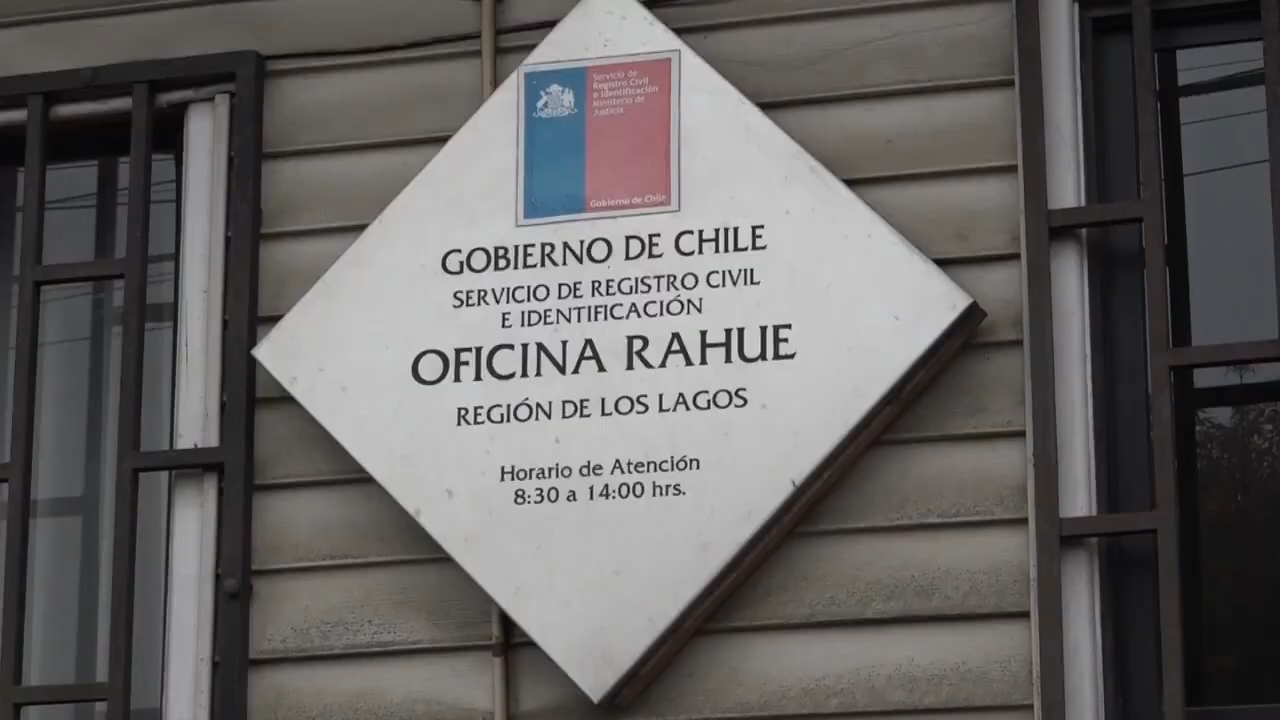 Servicio de
Registro Civil
e Identificación
Ministerio de
Justicia
Gobierno de Chile
GOBIERNO DE CHILE
SERVICIO DE REGISTRO CIVIL
E IDENTIFICACIÓN
OFICINA RAHUE
REGIÓN DE LOS LAGOS
Horario de Atención
8:30 a 14:00 hrs.